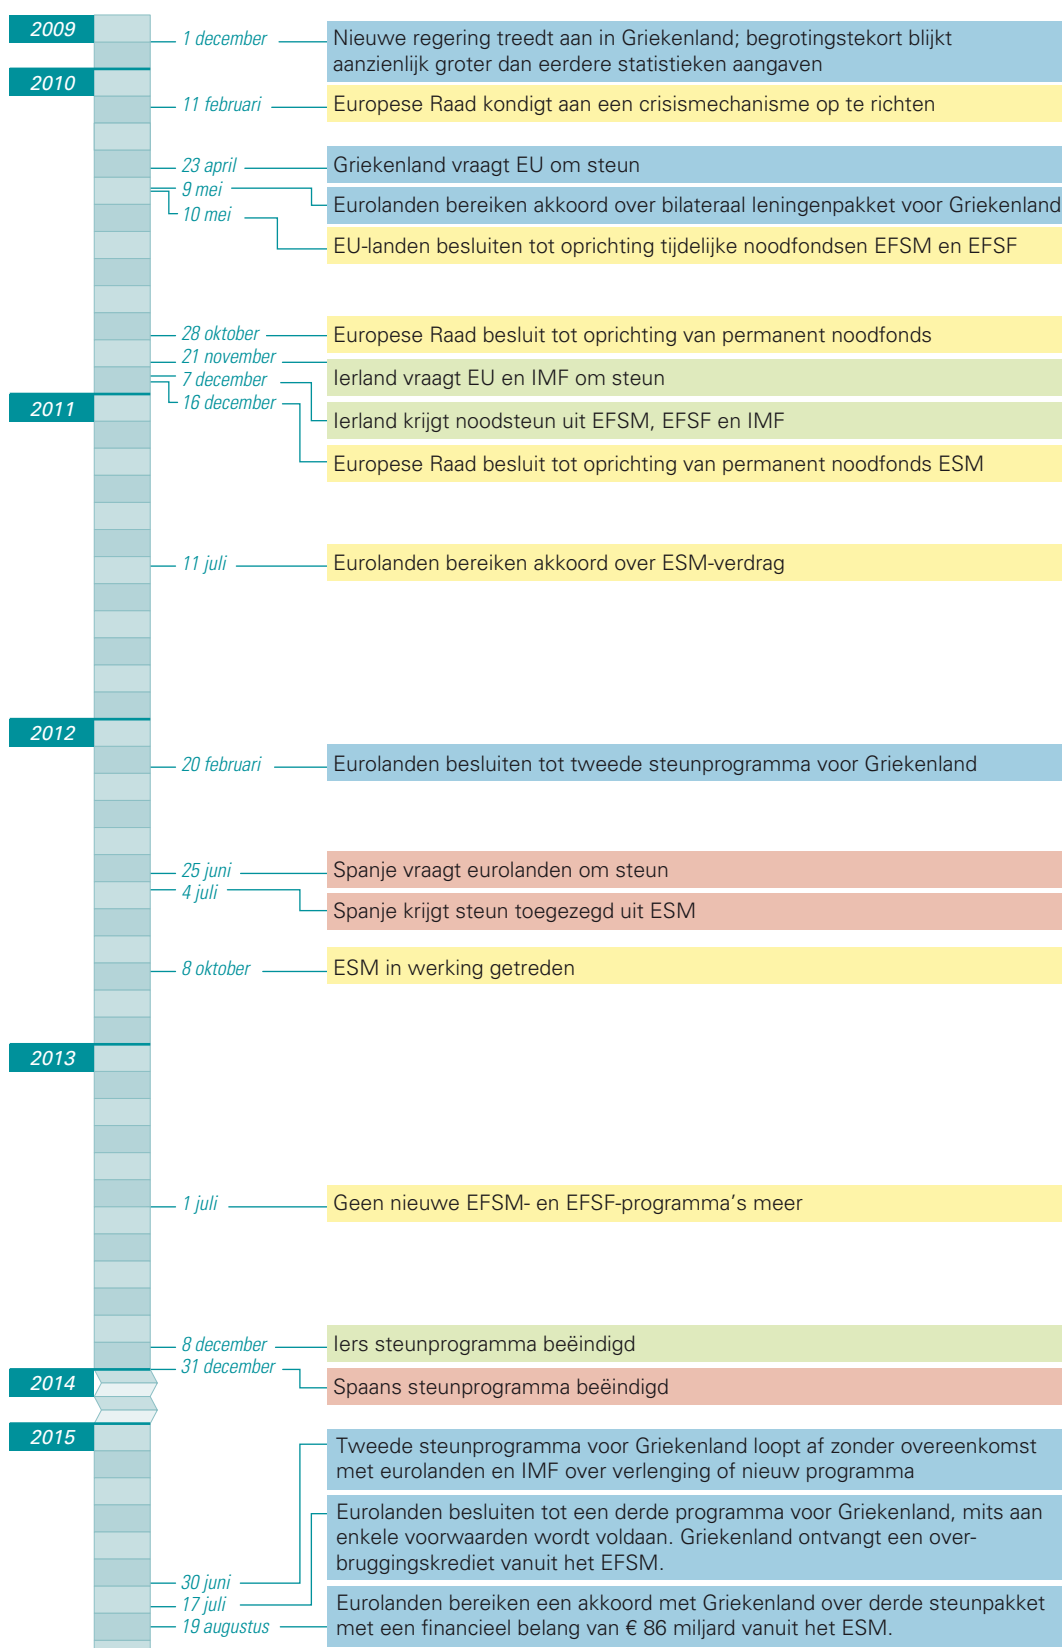 2009
1 december
Nieuwe regering treedt aan in Griekenland; begrotingstekort blijkt
aanzienlijk groter dan eerdere statistieken aangaven
2010
11 februari
Europese Raad kondigt aan een crisismechanisme op te richten
23 april
Griekenland vraagt EU om steun
9 mei
Eurolanden bereiken akkoord over bilateraal leningenpakket voor Griekenland
10 mei
EU-landen besluiten tot oprichting tijdelijke noodfondsen EFSM en EFSF
28 oktober
Europese Raad besluit tot oprichting van permanent noodfonds
21 november
Ierland vraagt EU en IMF om steun
7 december
Ierland krijgt noodsteun uit EFSM, EFSF en IMF
16 december
Europese Raad besluit tot oprichting van permanent noodfonds ESM
2011
11 juli
Eurolanden bereiken akkoord over ESM-verdrag
2012
20 februari
Eurolanden besluiten tot tweede steunprogramma voor Griekenland
25 juni
Spanje vraagt eurolanden om steun
4 juli
Spanje krijgt steun toegezegd uit ESM
8 oktober
ESM in werking getreden
2013
1 juli
Geen nieuwe EFSM- en EFSF-programma's meer
8 december
Iers steunprogramma beëindigd
31 december
Spaans steunprogramma beëindigd
2014
2015
30 juni
Tweede steunprogramma voor Griekenland loopt af zonder overeenkomst
met eurolanden en IMF over verlenging of nieuw programma
17 juli
Eurolanden besluiten tot een derde programma voor Griekenland, mits aan
enkele voorwaarden wordt voldaan. Griekenland ontvangt een over-
bruggingskrediet vanuit het EFSM.
19 augustus
Eurolanden bereiken een akkoord met Griekenland over derde steunpakket
met een financieel belang van € 86 miljard vanuit het ESM.